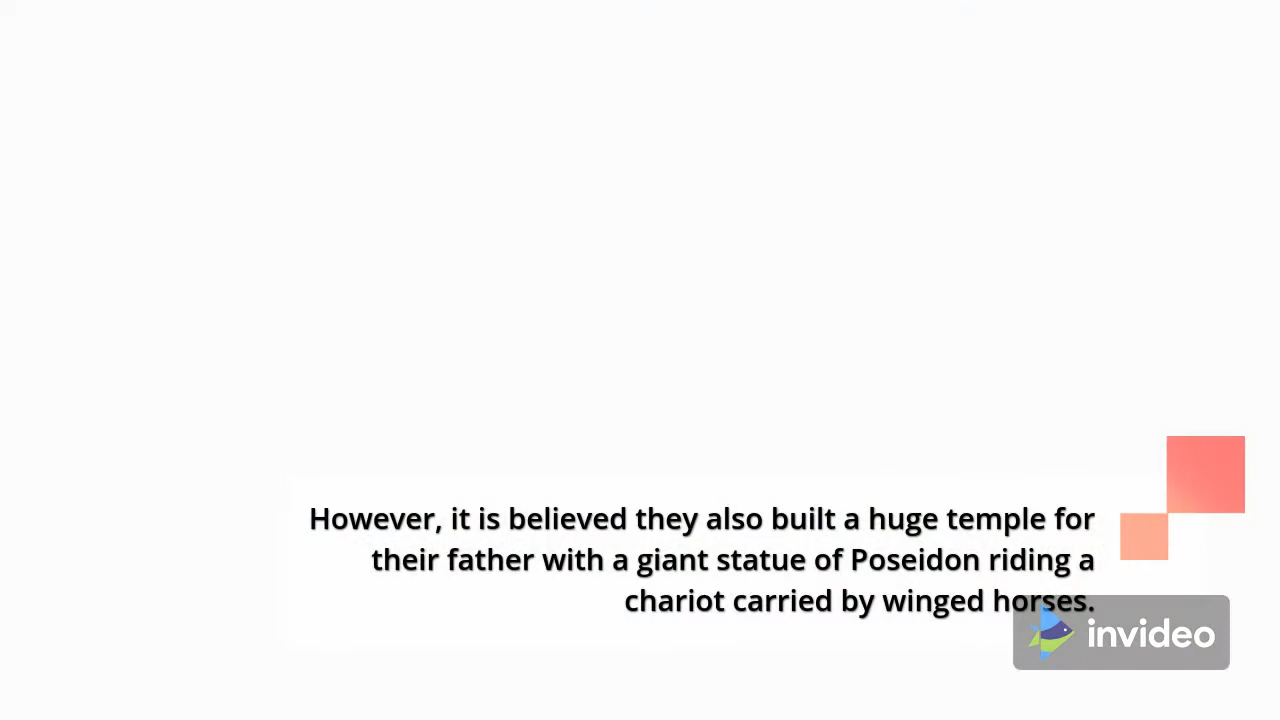 However, it is believed they also built a huge temple for
their father with a giant statue of Poseidon riding a
chariot carried by winged horses.
invideo